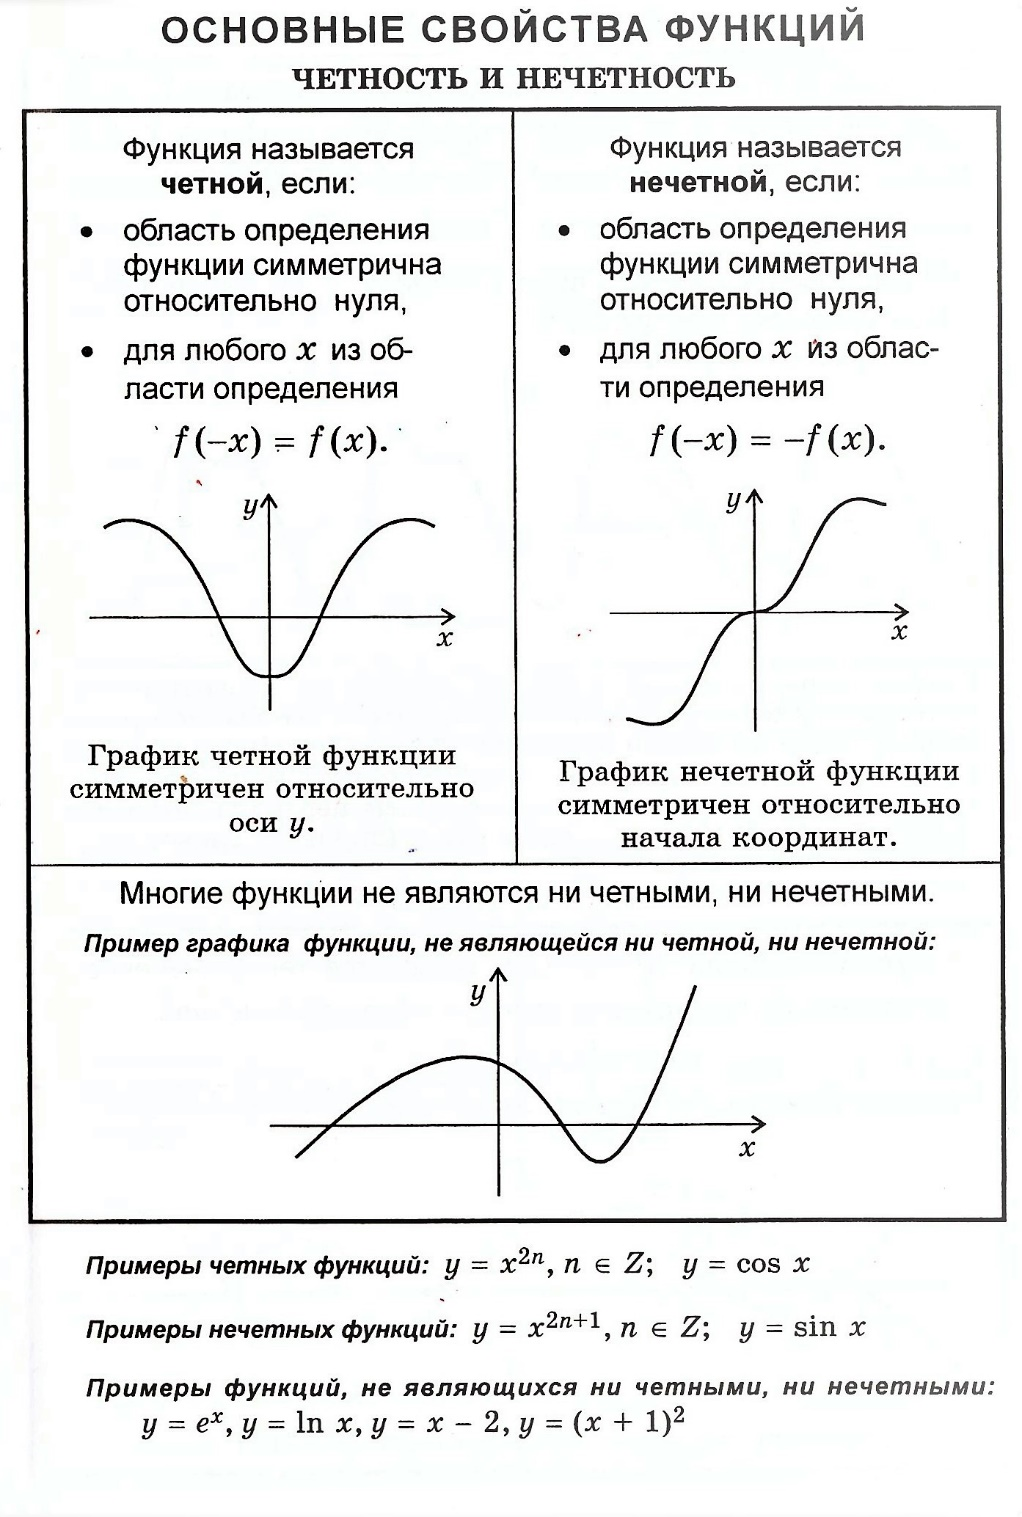 ОСНОВНЫЕ СВОЙСТВА ФУНКЦИЙ
ЧЕТНОСТЬ И НЕЧЕТНОСТЬ
Функция называется
четной, если:
• область определения
функции симметрична
относительно нуля,
• для любого x из об-
ласти определения
f(−x) = f(x).
y
x
График четной функции
симметричен относительно
оси y.
Функция называется
нечетной, если:
• область определения
функции симметрична
относительно нуля,
• для любого x из облас-
ти определения
f(−x) = −f(x).
y
x
График нечетной функции
симметричен относительно
начала координат.
Многие функции не являются ни четными, ни нечетными.
Пример графика функции, не являющейся ни четной, ни нечетной:
y
x
Примеры четных функций: y = x²ⁿ, n ∈ Z; y = cos x
Примеры нечетных функций: y = x²ⁿ⁺¹, n ∈ Z; y = sin x
Примеры функций, не являющихся ни четными, ни нечетными:
y = eˣ, y = ln x, y = x − 2, y = (x + 1)²